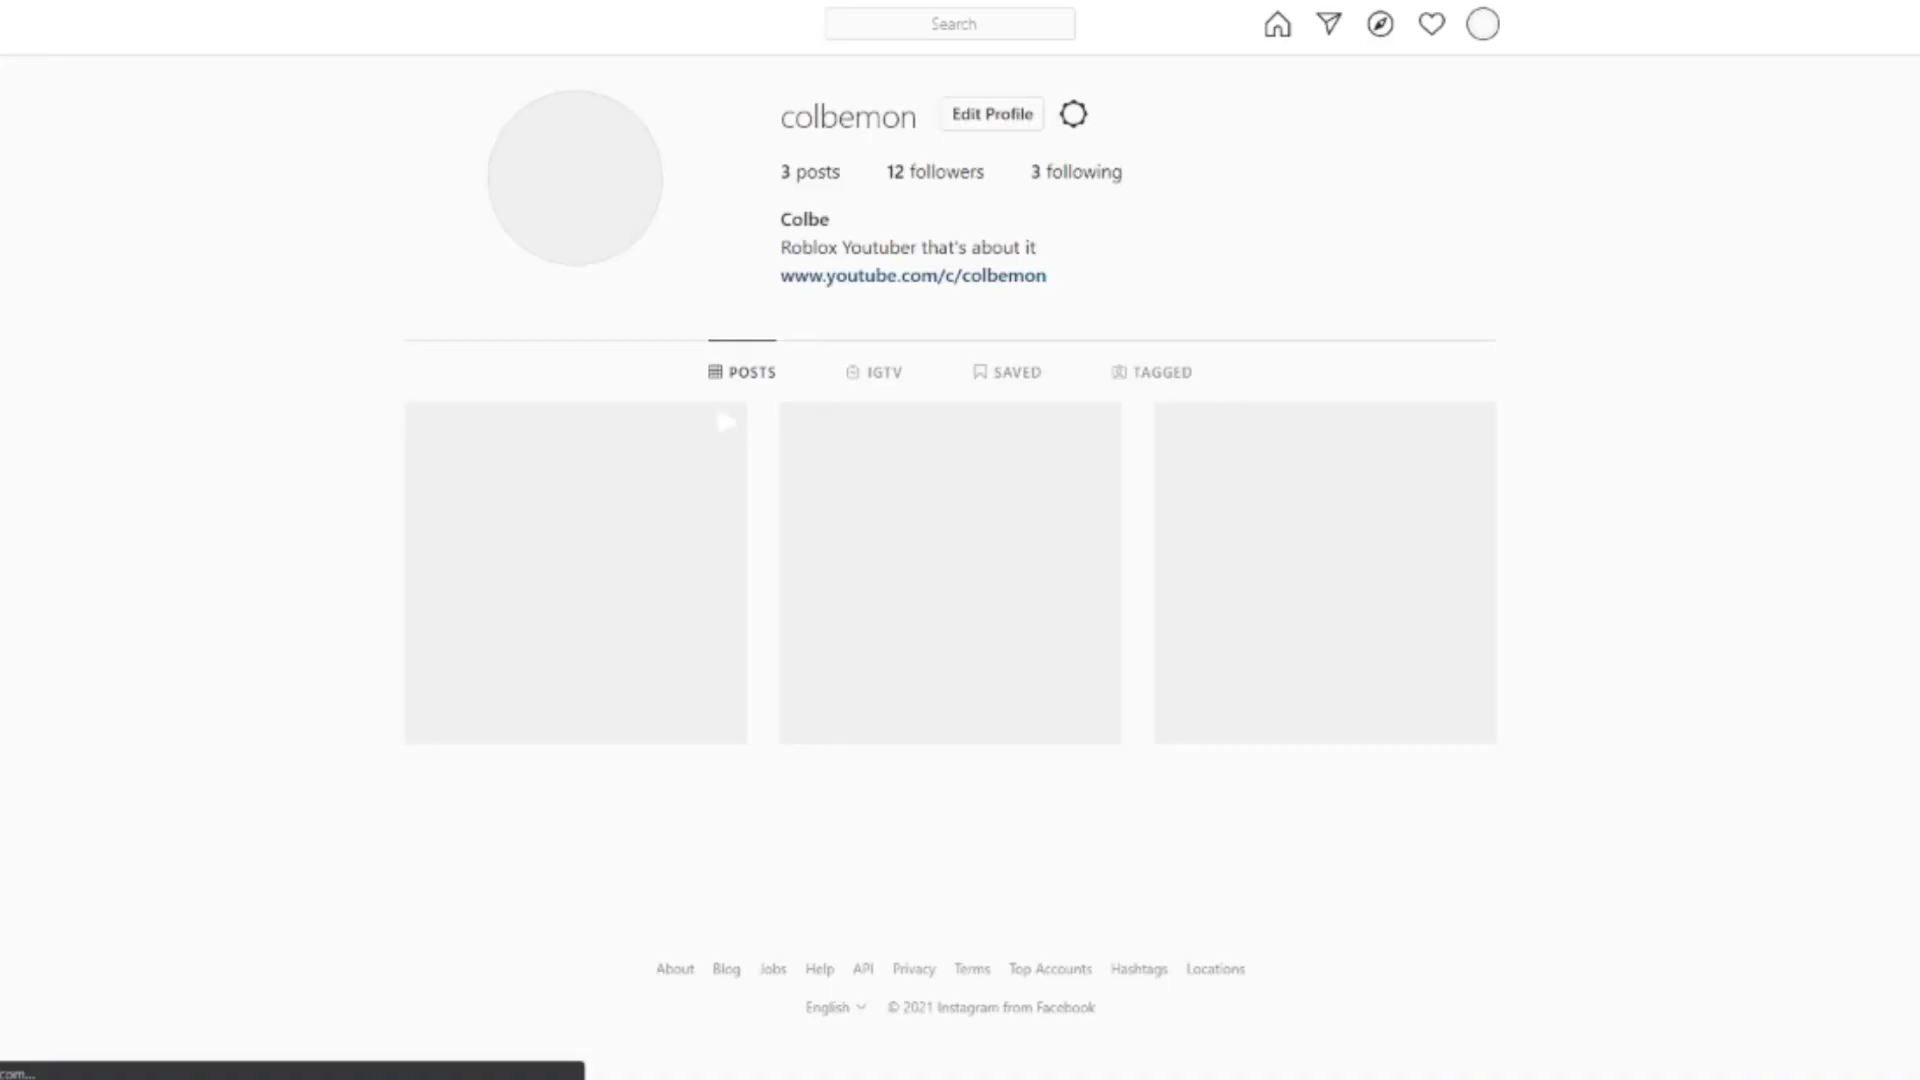 Search
colbemon
Edit Profile
3 posts 12 followers 3 following
Colbe
Roblox Youtuber that's about it
www.youtube.com/c/colbemon
POSTS IGTV SAVED TAGGED
About Blog Jobs Help API Privacy Terms Top Accounts Hashtags Locations
English © 2021 Instagram from Facebook
com...